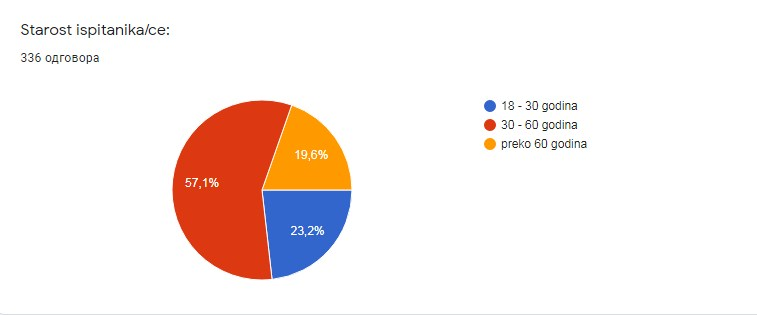 Starost ispitanika/ce:
336 одговора
18 - 30 godina
30 - 60 godina
preko 60 godina
19,6%
57,1%
23,2%